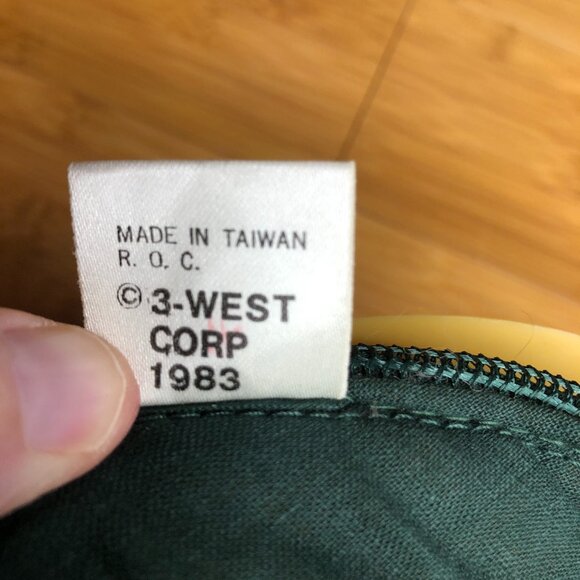 MADE IN TAIWAN
R. O. C.
© 3-WEST
CORP
1983